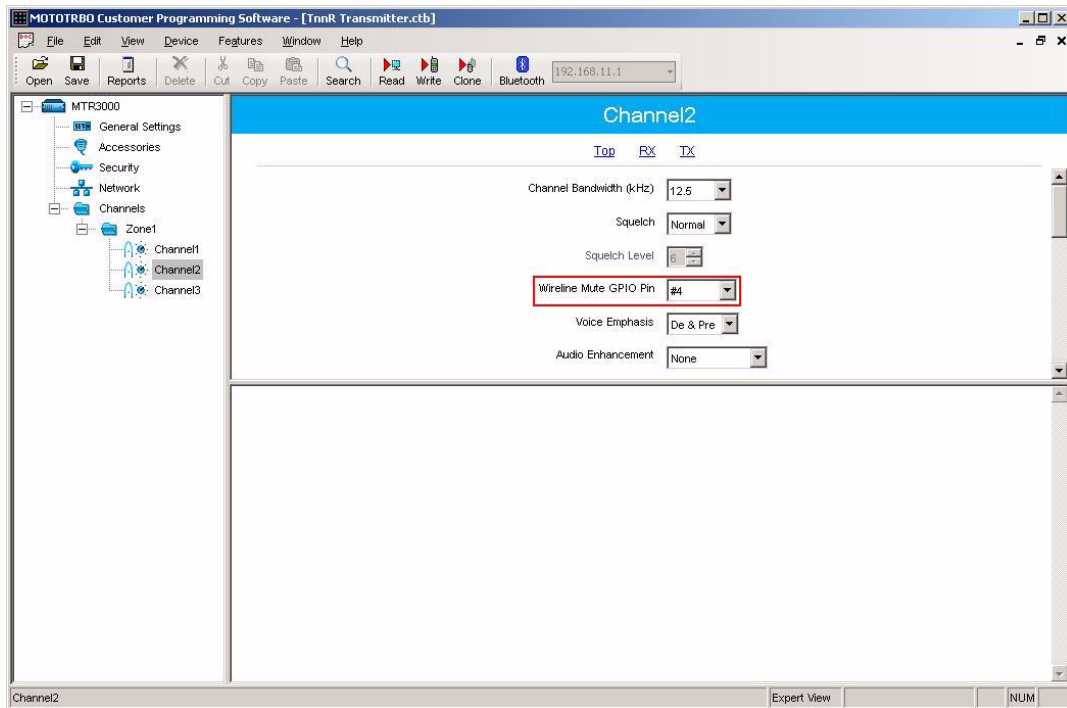 MOTOTRBO Customer Programming Software - [TnnR Transmitter.ctb]
File Edit View Device Features Window Help
Open Save Reports Delete Cut Copy Paste Search Read Write Clone Bluetooth 192.168.11.1
MTR3000
General Settings
Accessories
Security
Network
Channels
Zone1
Channel1
Channel2
Channel3
Channel2
Top RX TX
Channel Bandwidth (kHz) 12.5
Squelch Normal
Squelch Level 6
Wireline Mute GPIO Pin #4
Voice Emphasis De & Pre
Audio Enhancement None
Channel2 Expert View NUM